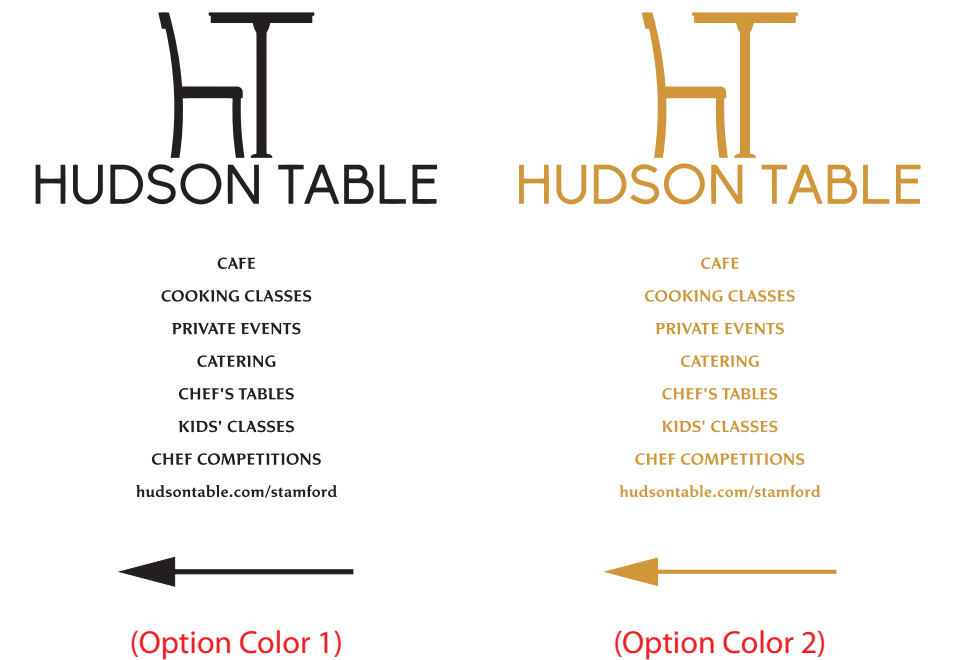 HUDSON TABLE
CAFE
COOKING CLASSES
PRIVATE EVENTS
CATERING
CHEF'S TABLES
KIDS' CLASSES
CHEF COMPETITIONS
hudsontable.com/stamford
(Option Color 1)
HUDSON TABLE
CAFE
COOKING CLASSES
PRIVATE EVENTS
CATERING
CHEF'S TABLES
KIDS' CLASSES
CHEF COMPETITIONS
hudsontable.com/stamford
(Option Color 2)